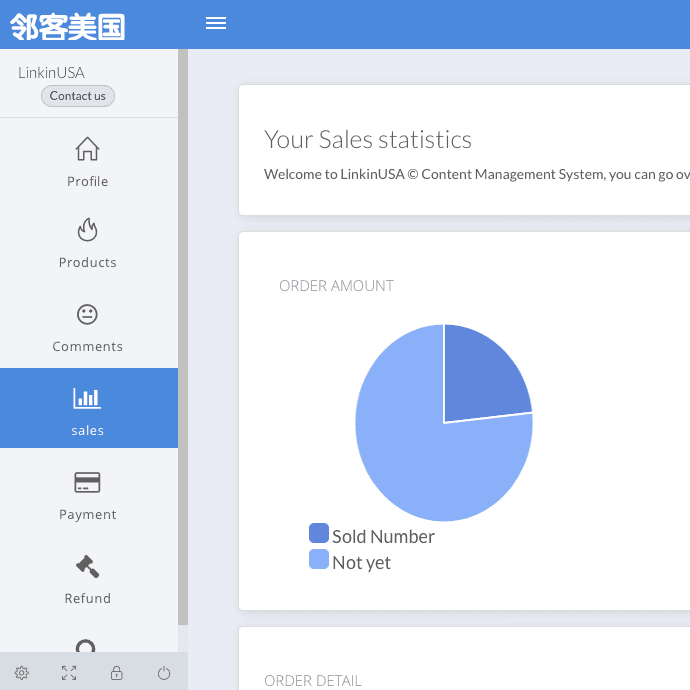 邻客美国
LinkinUSA
Contact us
Profile
Products
Comments
sales
Payment
Refund
Your Sales statistics
Welcome to LinkinUSA © Content Management System, you can go ov
ORDER AMOUNT
Sold Number
Not yet
ORDER DETAIL